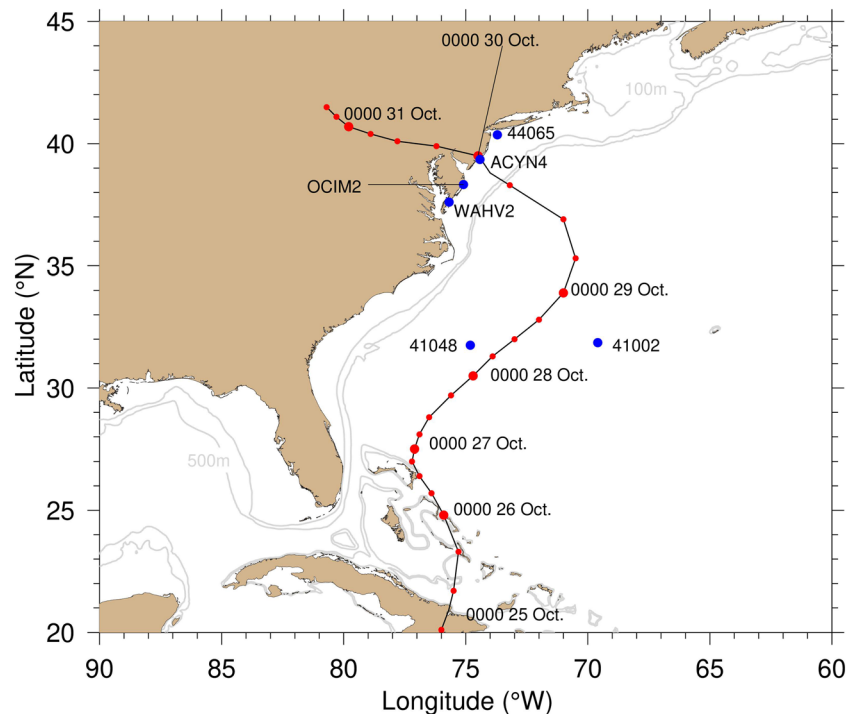 45
0000 30 Oct.
100m
0000 31 Oct.
44065
40
ACYN4
OCIM2
WAHV2
35
0000 29 Oct.
41048
41002
0000 28 Oct.
30
0000 27 Oct.
500m
25
0000 26 Oct.
0000 25 Oct.
20
90
85
80
75
70
65
60
Latitude (°N)
Longitude (°W)